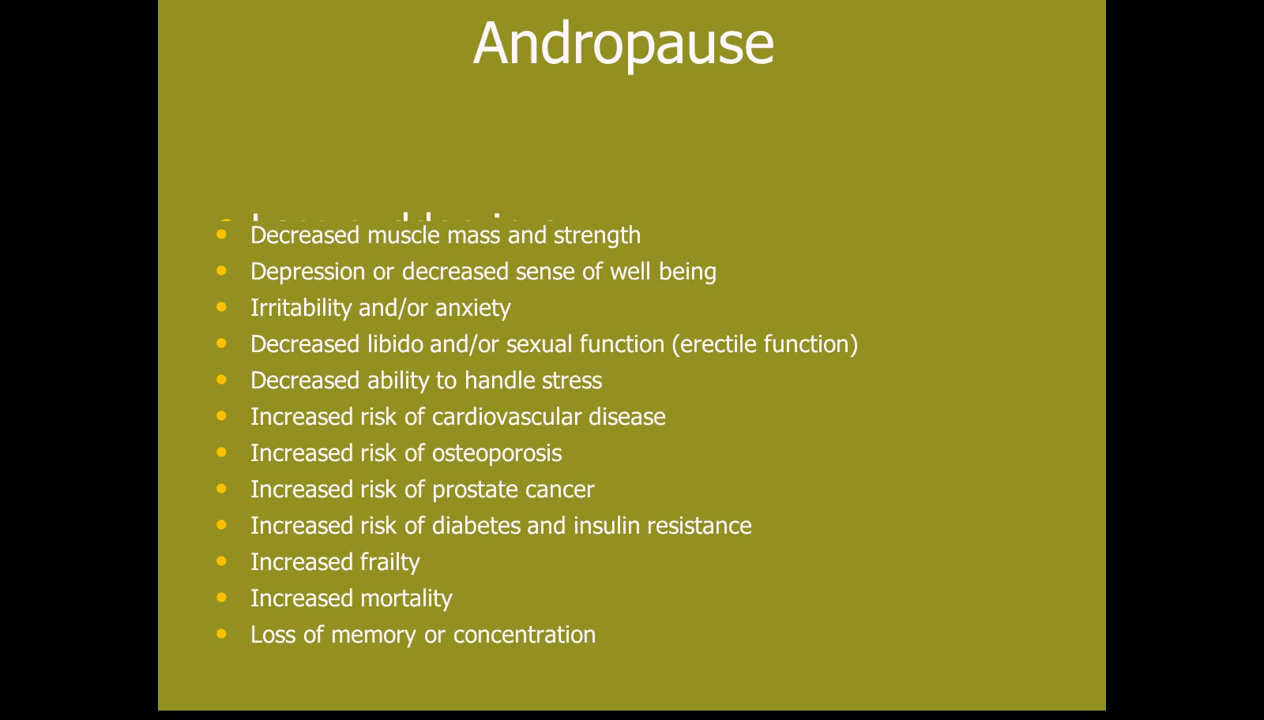 Andropause
Decreased muscle mass and strength
Depression or decreased sense of well being
Irritability and/or anxiety
Decreased libido and/or sexual function (erectile function)
Decreased ability to handle stress
Increased risk of cardiovascular disease
Increased risk of osteoporosis
Increased risk of prostate cancer
Increased risk of diabetes and insulin resistance
Increased frailty
Increased mortality
Loss of memory or concentration